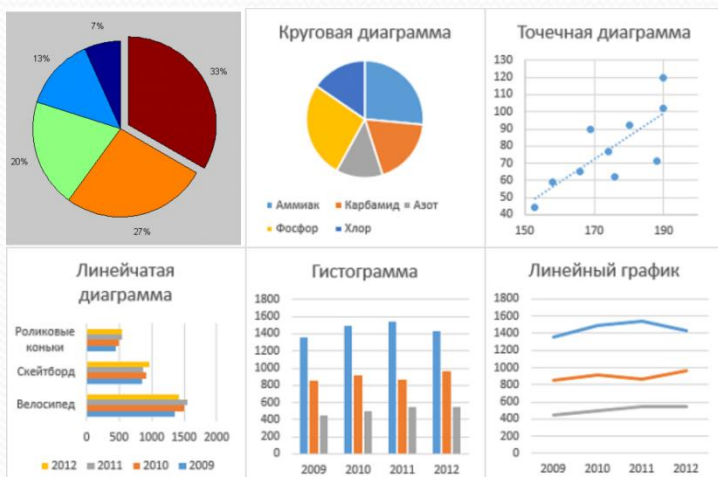 7%
13%
33%
20%
27%
Круговая диаграмма
Аммиак Карбамид Азот
Фосфор Хлор
Точечная диаграмма
130
120
110
100
90
80
70
60
50
40
150 170 190
Линейчатая
диаграмма
Роликовые
коньки
Скейтборд
Велосипед
0 500 1000 1500 2000
2012 2011 2010 2009
Гистограмма
1800
1600
1400
1200
1000
800
600
400
200
0
2009 2010 2011 2012
Линейный график
1800
1600
1400
1200
1000
800
600
400
200
0
2009 2010 2011 2012